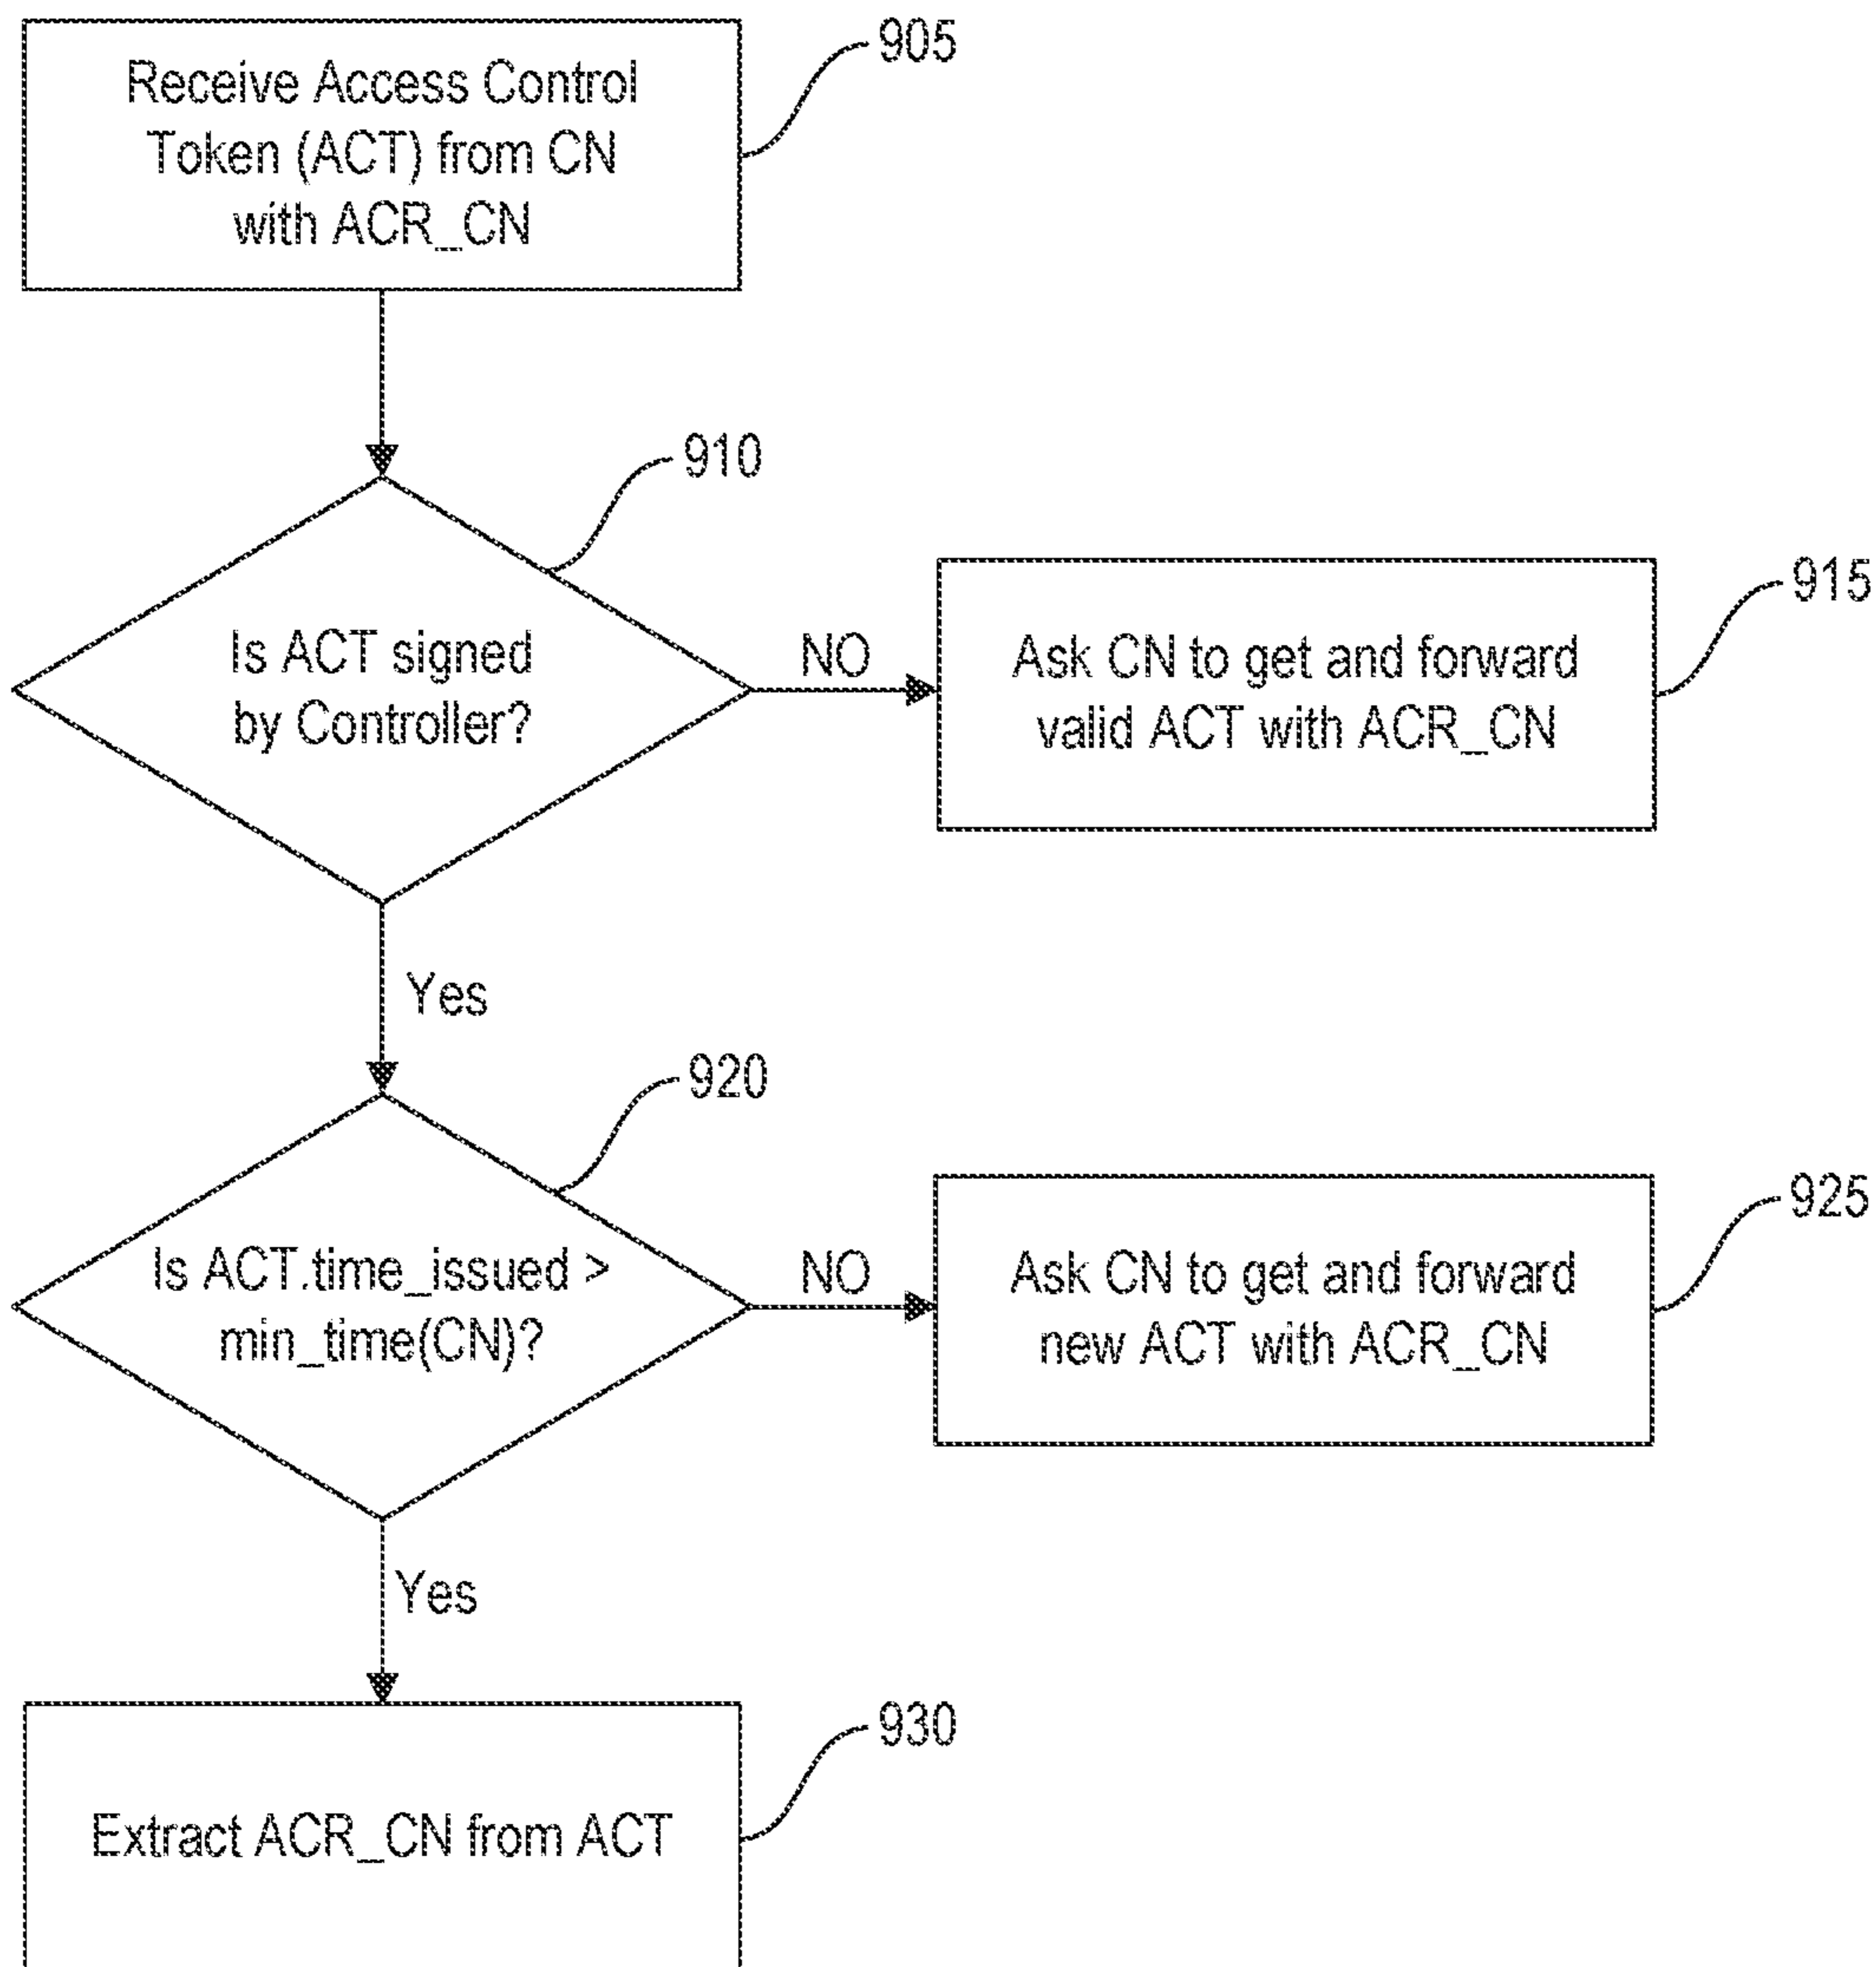 905
Receive Access Control
Token (ACT) from CN
with ACR_CN
910
Is ACT signed
by Controller?
NO
915
Ask CN to get and forward
valid ACT with ACR_CN
Yes
920
Is ACT.time_issued >
min_time(CN)?
NO
925
Ask CN to get and forward
new ACT with ACR_CN
Yes
930
Extract ACR_CN from ACT